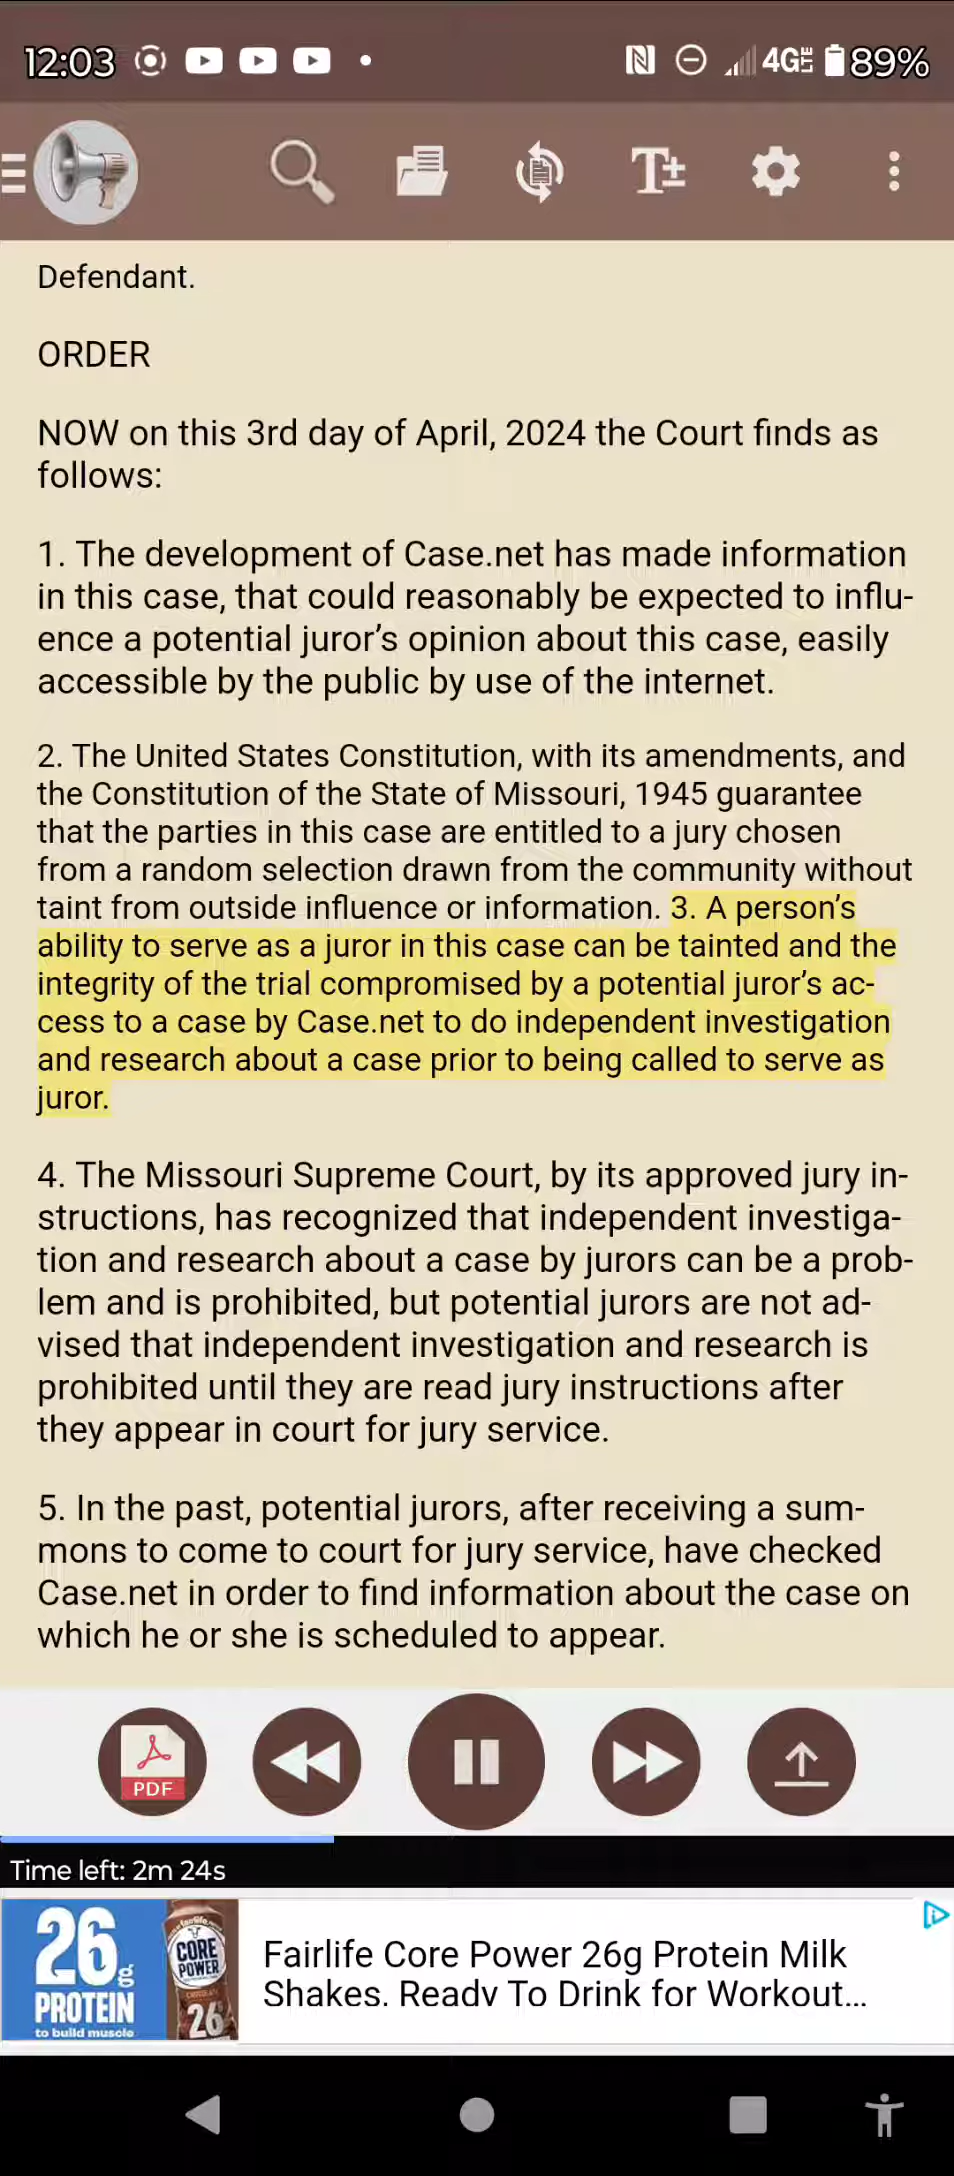 12:03
4G LTE 89%
T±
Defendant.
ORDER
NOW on this 3rd day of April, 2024 the Court finds as
follows:
1. The development of Case.net has made information
in this case, that could reasonably be expected to influ-
ence a potential juror’s opinion about this case, easily
accessible by the public by use of the internet.
2. The United States Constitution, with its amendments, and
the Constitution of the State of Missouri, 1945 guarantee
that the parties in this case are entitled to a jury chosen
from a random selection drawn from the community without
taint from outside influence or information. 3. A person’s
ability to serve as a juror in this case can be tainted and the
integrity of the trial compromised by a potential juror’s ac-
cess to a case by Case.net to do independent investigation
and research about a case prior to being called to serve as
juror.
4. The Missouri Supreme Court, by its approved jury in-
structions, has recognized that independent investiga-
tion and research about a case by jurors can be a prob-
lem and is prohibited, but potential jurors are not ad-
vised that independent investigation and research is
prohibited until they are read jury instructions after
they appear in court for jury service.
5. In the past, potential jurors, after receiving a sum-
mons to come to court for jury service, have checked
Case.net in order to find information about the case on
which he or she is scheduled to appear.
PDF
Time left: 2m 24s
26g
PROTEIN
to build muscle
fairlife
CORE
POWER
CHOCOLATE
26g
Fairlife Core Power 26g Protein Milk
Shakes. Ready To Drink for Workout...